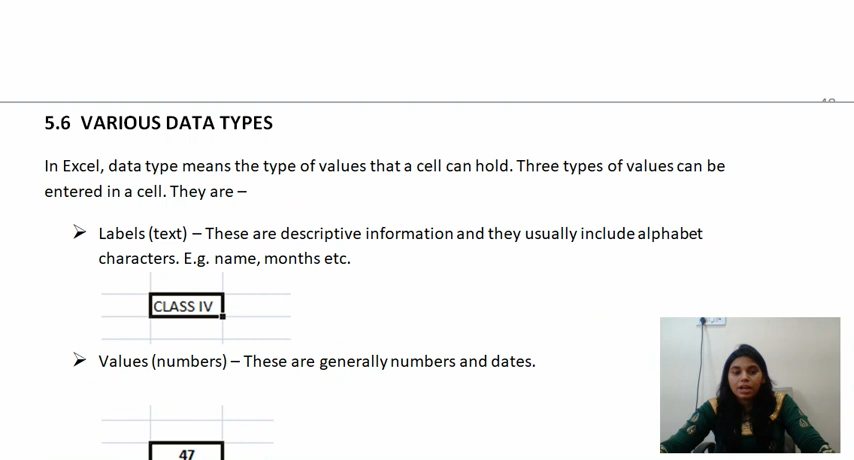 5.6 VARIOUS DATA TYPES
In Excel, data type means the type of values that a cell can hold. Three types of values can be
entered in a cell. They are –
➢ Labels (text) – These are descriptive information and they usually include alphabet
characters. E.g. name, months etc.
CLASS IV
➢ Values (numbers) – These are generally numbers and dates.
47